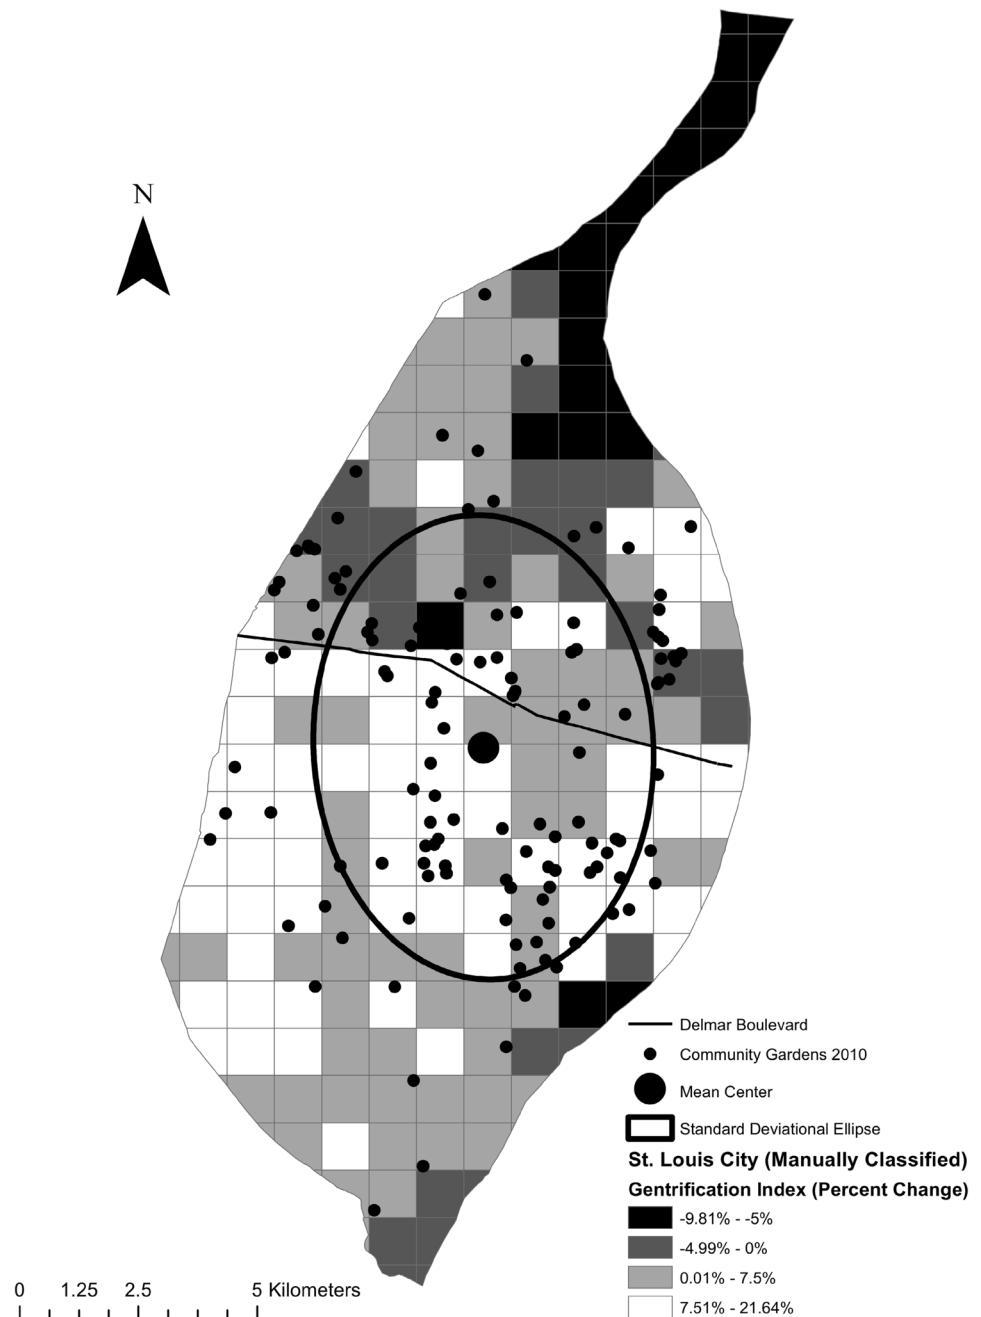 N
Delmar Boulevard
Community Gardens 2010
Mean Center
Standard Deviational Ellipse
St. Louis City (Manually Classified)
Gentrification Index (Percent Change)
-9.81% - -5%
-4.99% - 0%
0.01% - 7.5%
7.51% - 21.64%
0 1.25 2.5 5 Kilometers